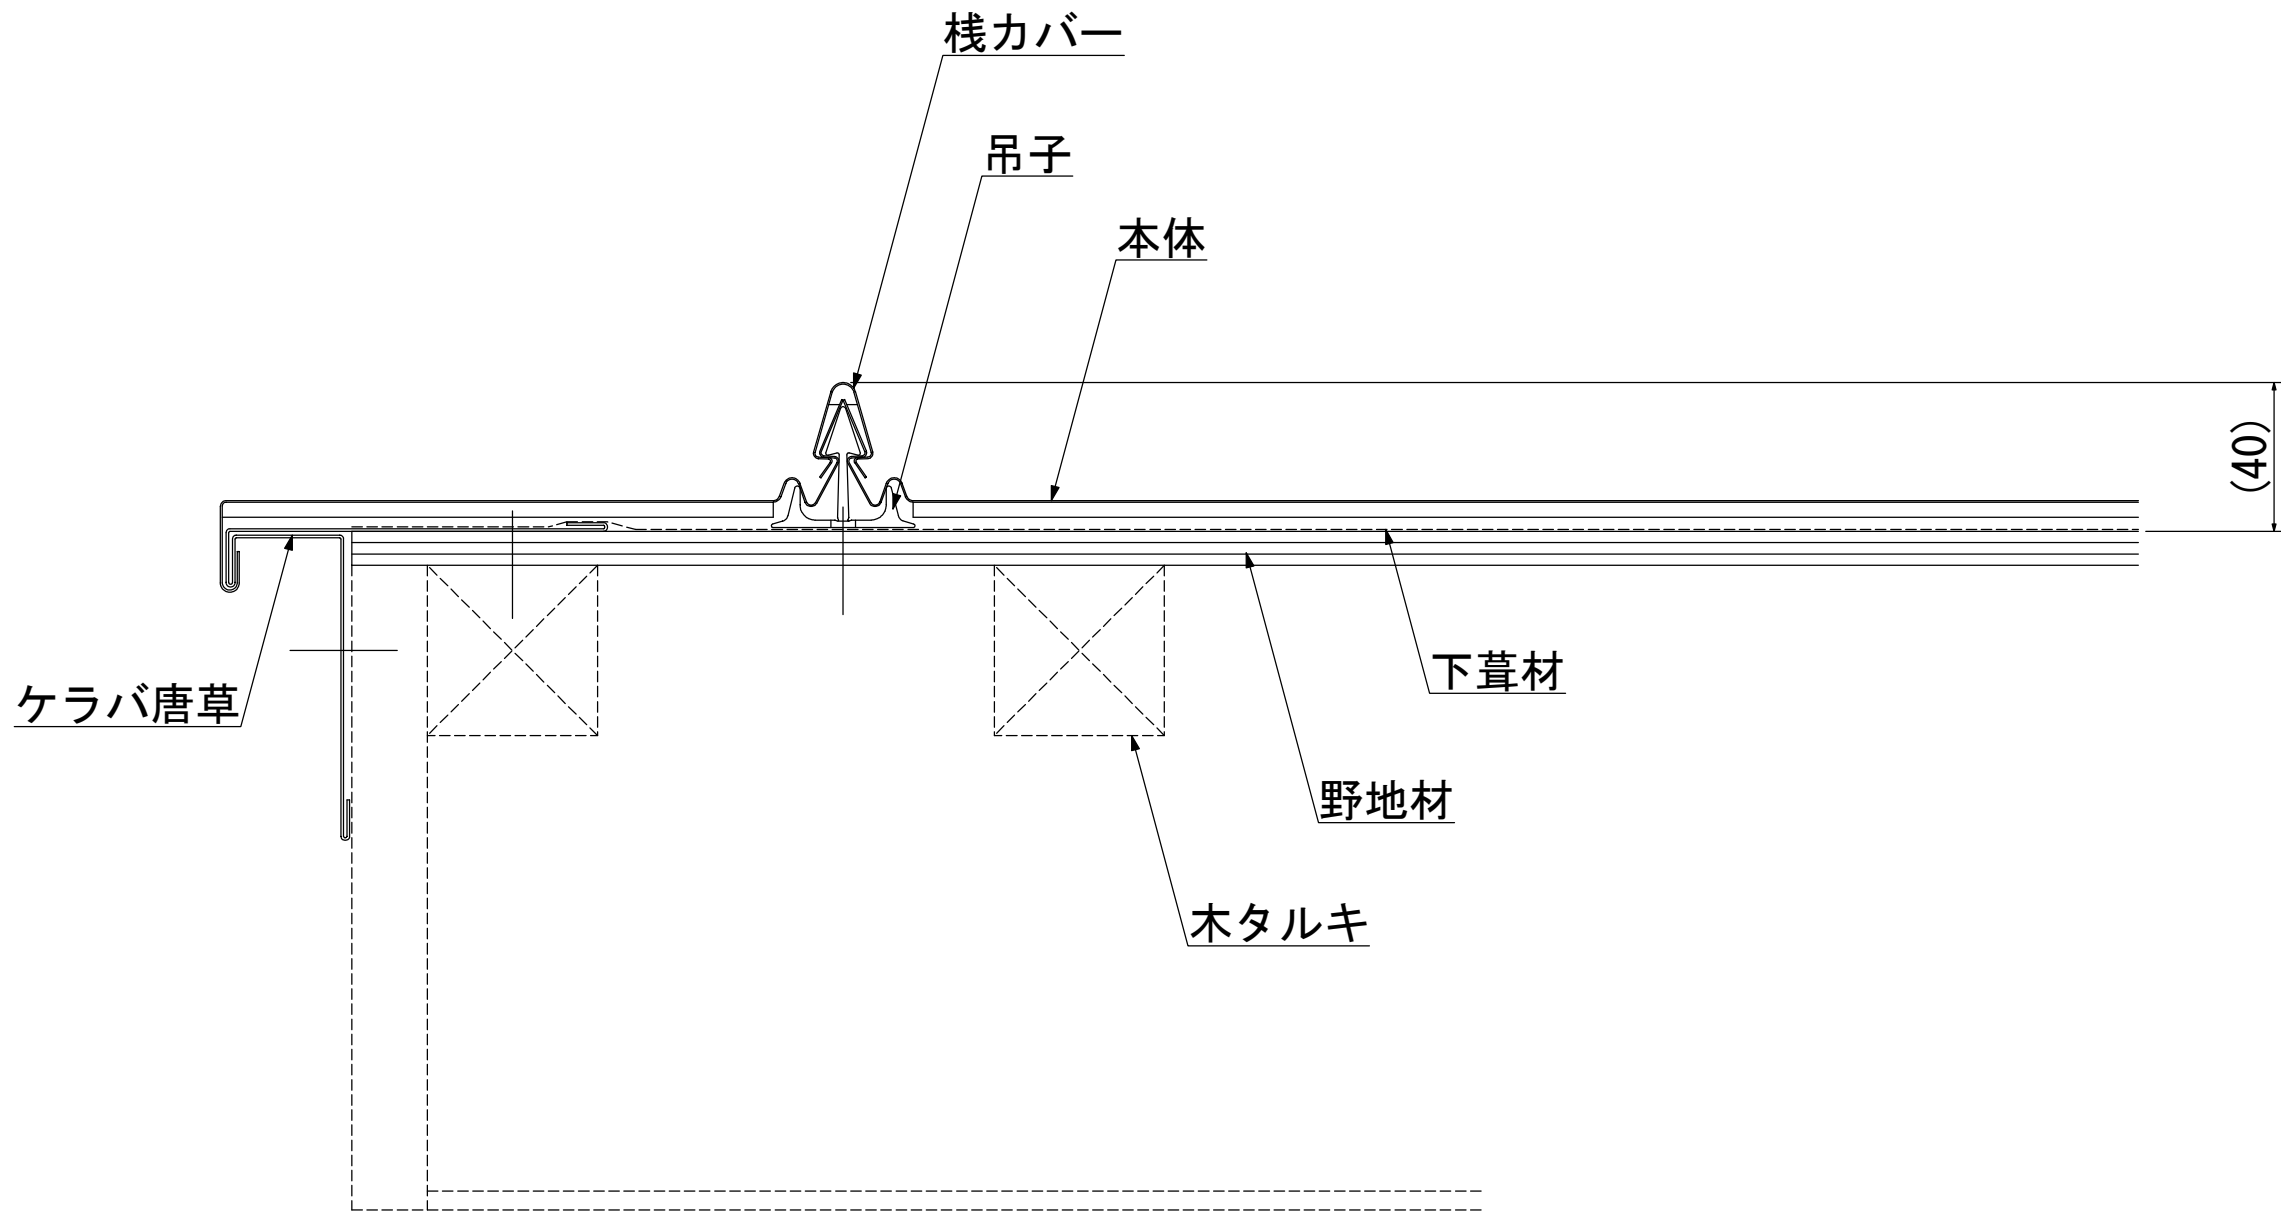 桟カバー
吊子
本体
(40)
下葺材
ケラバ唐草
野地材
木タルキ